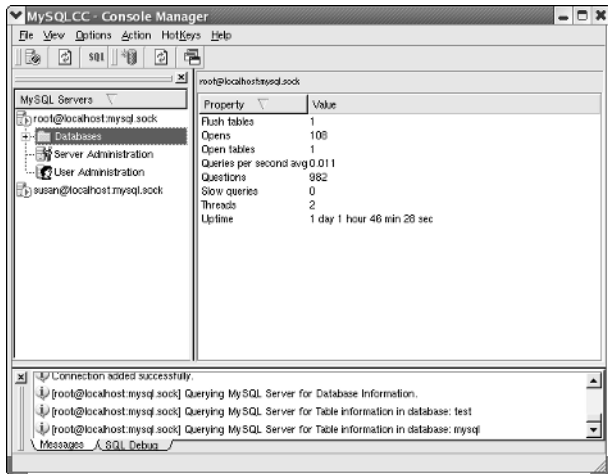 MySQLCC - Console Manager
File View Options Action HotKeys Help
SQL
MySQL Servers
root@localhost:mysql.sock
Databases
Server Administration
User Administration
susan@localhost:mysql.sock
root@localhost:mysql.sock
Property Value
Flush tables 1
Opens 108
Open tables 1
Queries per second avg 0.011
Questions 982
Slow queries 0
Threads 2
Uptime 1 day 1 hour 46 min 28 sec
Connection added successfully.
[root@localhost:mysql.sock] Querying MySQL Server for Database Information.
[root@localhost:mysql.sock] Querying MySQL Server for Table information in database: test
[root@localhost:mysql.sock] Querying MySQL Server for Table information in database: mysql
Messages SQL Debug